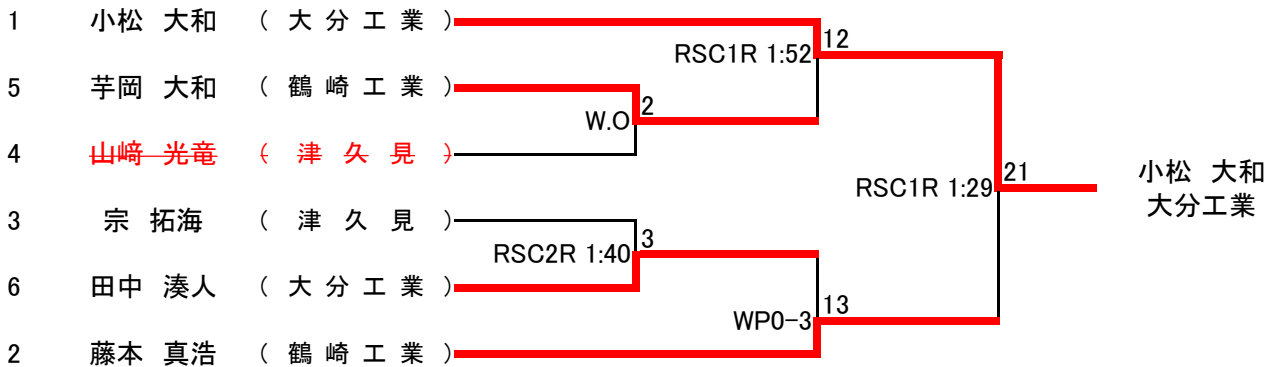 1 小松 大和 ( 大 分 工 業 )
12
RSC1R 1:52
5 芋岡 大和 ( 鶴 崎 工 業 )
2
W.O
4 山﨑 光竜 ( 津 久 見 )
21
小松 大和
RSC1R 1:29
大分工業
3 宗 拓海 ( 津 久 見 )
3
RSC2R 1:40
6 田中 湊人 ( 大 分 工 業 )
13
WP0-3
2 藤本 真浩 ( 鶴 崎 工 業 )